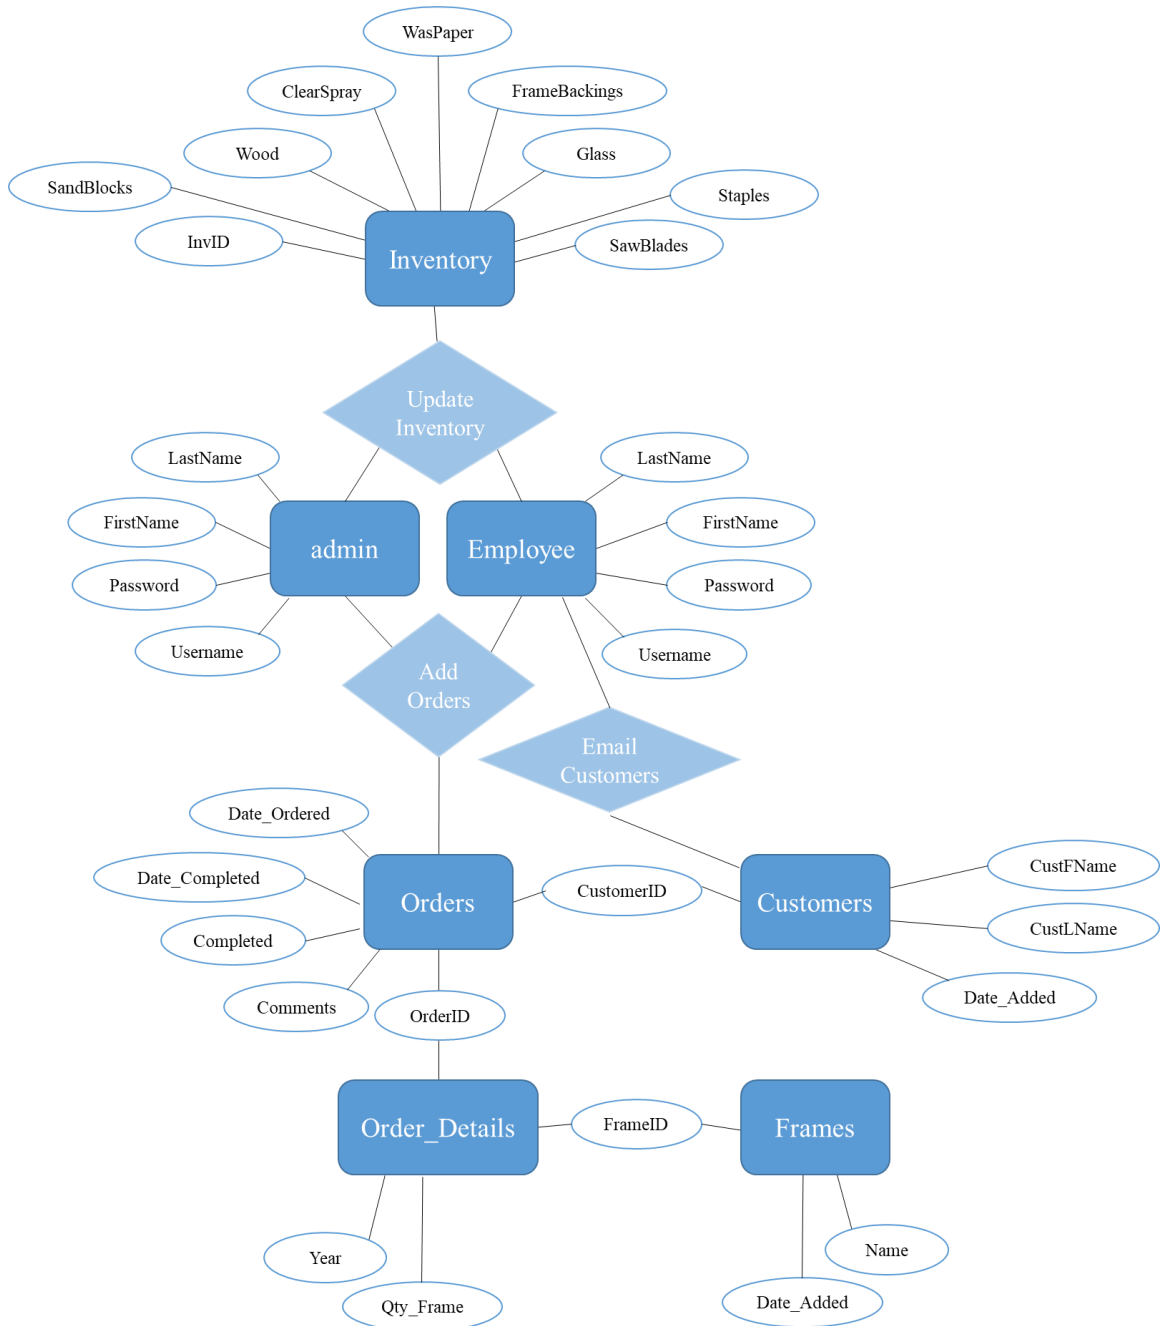 WasPaper
ClearSpray
FrameBackings
Wood
Glass
SandBlocks
Staples
InvID
SawBlades
Inventory
Update
Inventory
LastName
LastName
FirstName
FirstName
admin
Employee
Password
Password
Username
Username
Add
Orders
Email
Customers
Date_Ordered
Date_Completed
CustomerID
CustFName
Orders
Customers
Completed
CustLName
Comments
OrderID
Date_Added
Order_Details
FrameID
Frames
Year
Name
Qty_Frame
Date_Added